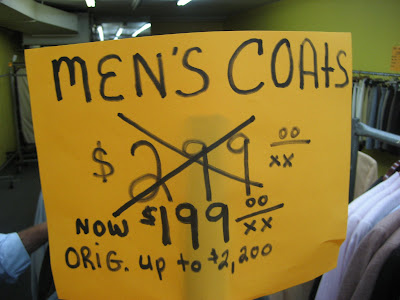 MEN'S COAtS
$299 00/xx
NOW $199 00/xx
ORiG. up to $2,200